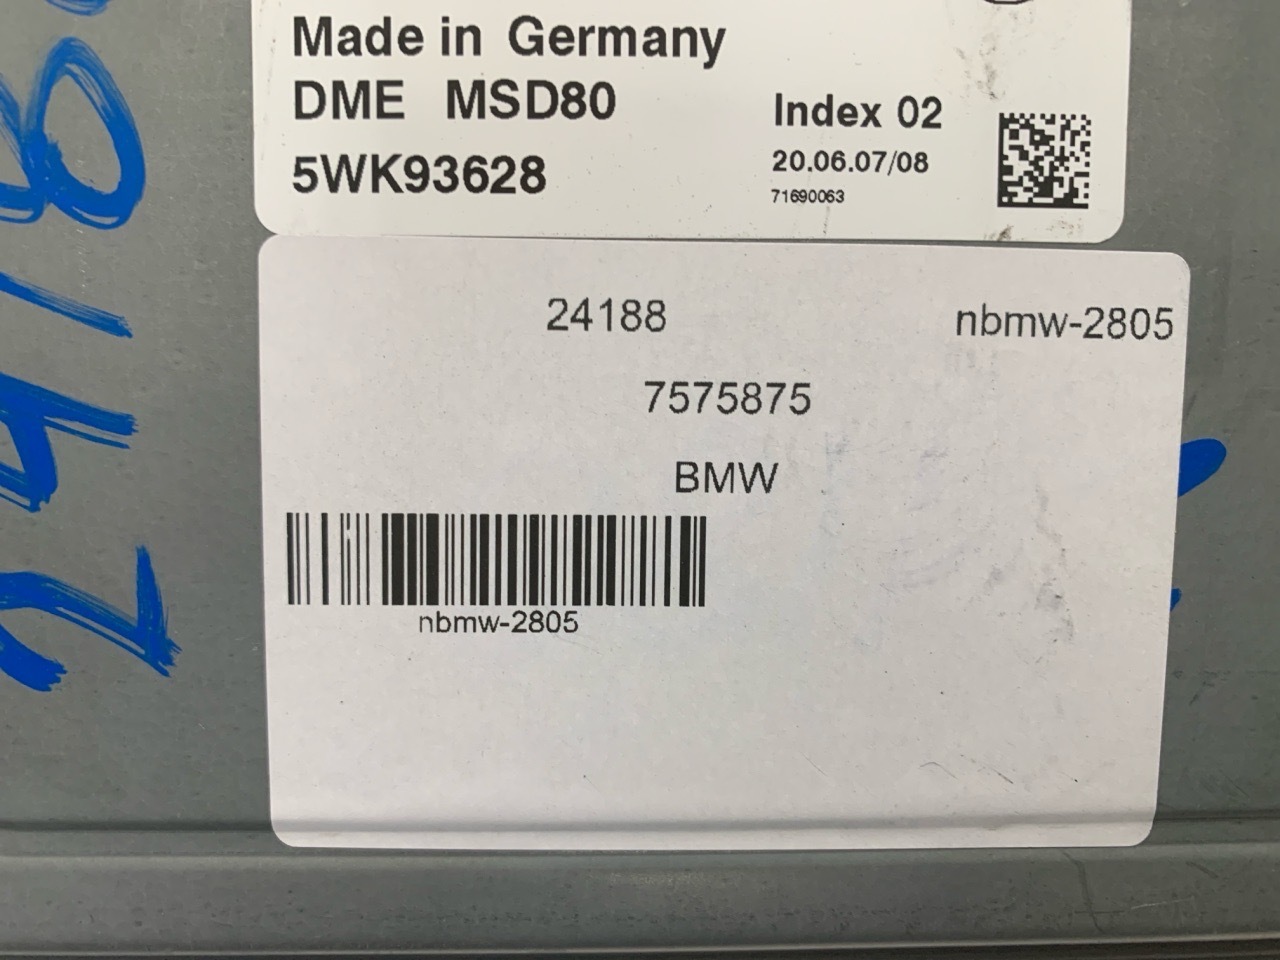 Made in Germany
DME MSD80
Index 02
5WK93628
20.06.07/08
71690063
24188
nbmw-2805
7575875
BMW
nbmw-2805
24188